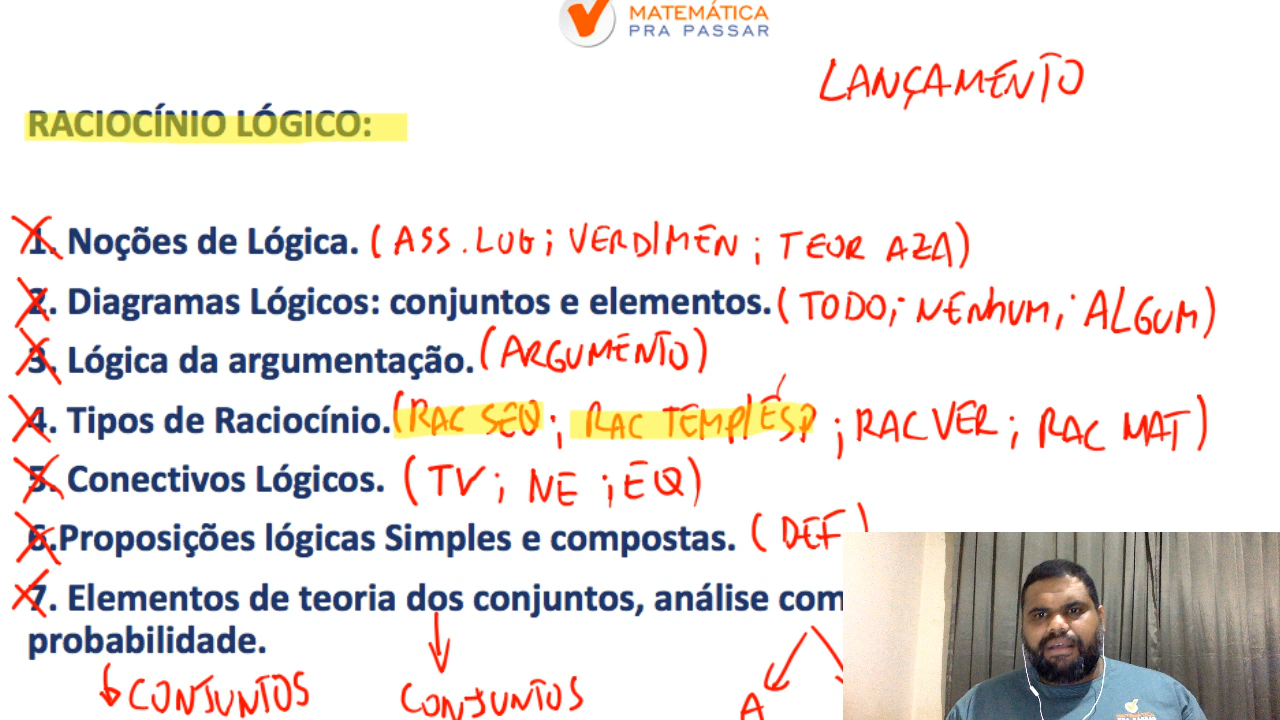 MATEMÁTICA
PRA PASSAR
LANÇAMENTO
RACIOCÍNIO LÓGICO:
1. Noções de Lógica. (ASS. LOG; VERD/MEN; TEOR AZA)
2. Diagramas Lógicos: conjuntos e elementos. (TODO; NENHUM; ALGUM)
3. Lógica da argumentação. (ARGUMENTO)
4. Tipos de Raciocínio. (RAC SEQ; RAC TEMP/ESP; RAC VER; RAC MAT)
5. Conectivos Lógicos. (TV; NE; EQ)
6.Proposições lógicas Simples e compostas. (DEF)
7. Elementos de teoria dos conjuntos, análise com
probabilidade.
CONJUNTOS CONJUNTOS A